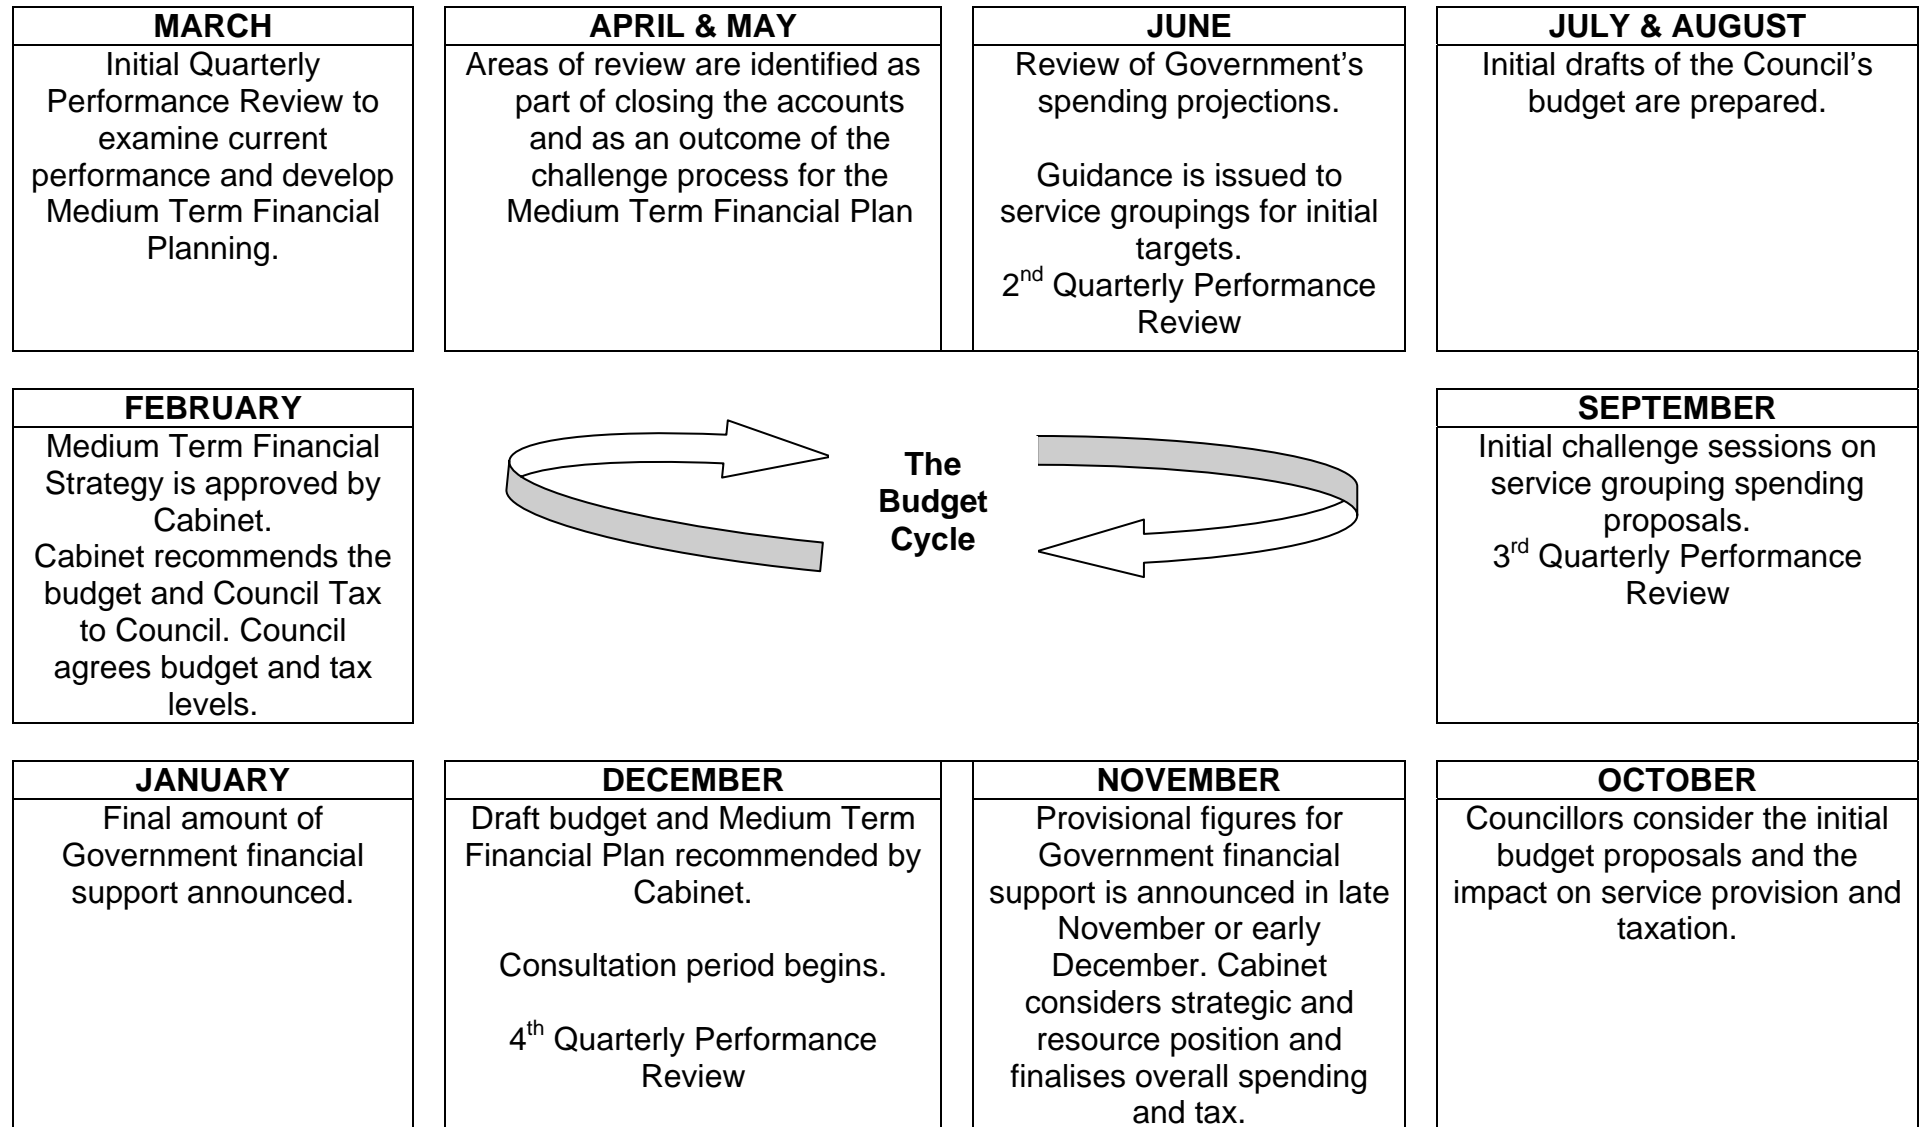 MARCH
Initial Quarterly
Performance Review to
examine current
performance and develop
Medium Term Financial
Planning.
APRIL & MAY
Areas of review are identified as
part of closing the accounts
and as an outcome of the
challenge process for the
Medium Term Financial Plan
JUNE
Review of Government’s
spending projections.
Guidance is issued to
service groupings for initial
targets.
2nd Quarterly Performance
Review
JULY & AUGUST
Initial drafts of the Council’s
budget are prepared.
FEBRUARY
Medium Term Financial
Strategy is approved by
Cabinet.
Cabinet recommends the
budget and Council Tax
to Council. Council
agrees budget and tax
levels.
The
Budget
Cycle
SEPTEMBER
Initial challenge sessions on
service grouping spending
proposals.
3rd Quarterly Performance
Review
JANUARY
Final amount of
Government financial
support announced.
DECEMBER
Draft budget and Medium Term
Financial Plan recommended by
Cabinet.
Consultation period begins.
4th Quarterly Performance
Review
NOVEMBER
Provisional figures for
Government financial
support is announced in late
November or early
December. Cabinet
considers strategic and
resource position and
finalises overall spending
and tax.
OCTOBER
Councillors consider the initial
budget proposals and the
impact on service provision and
taxation.